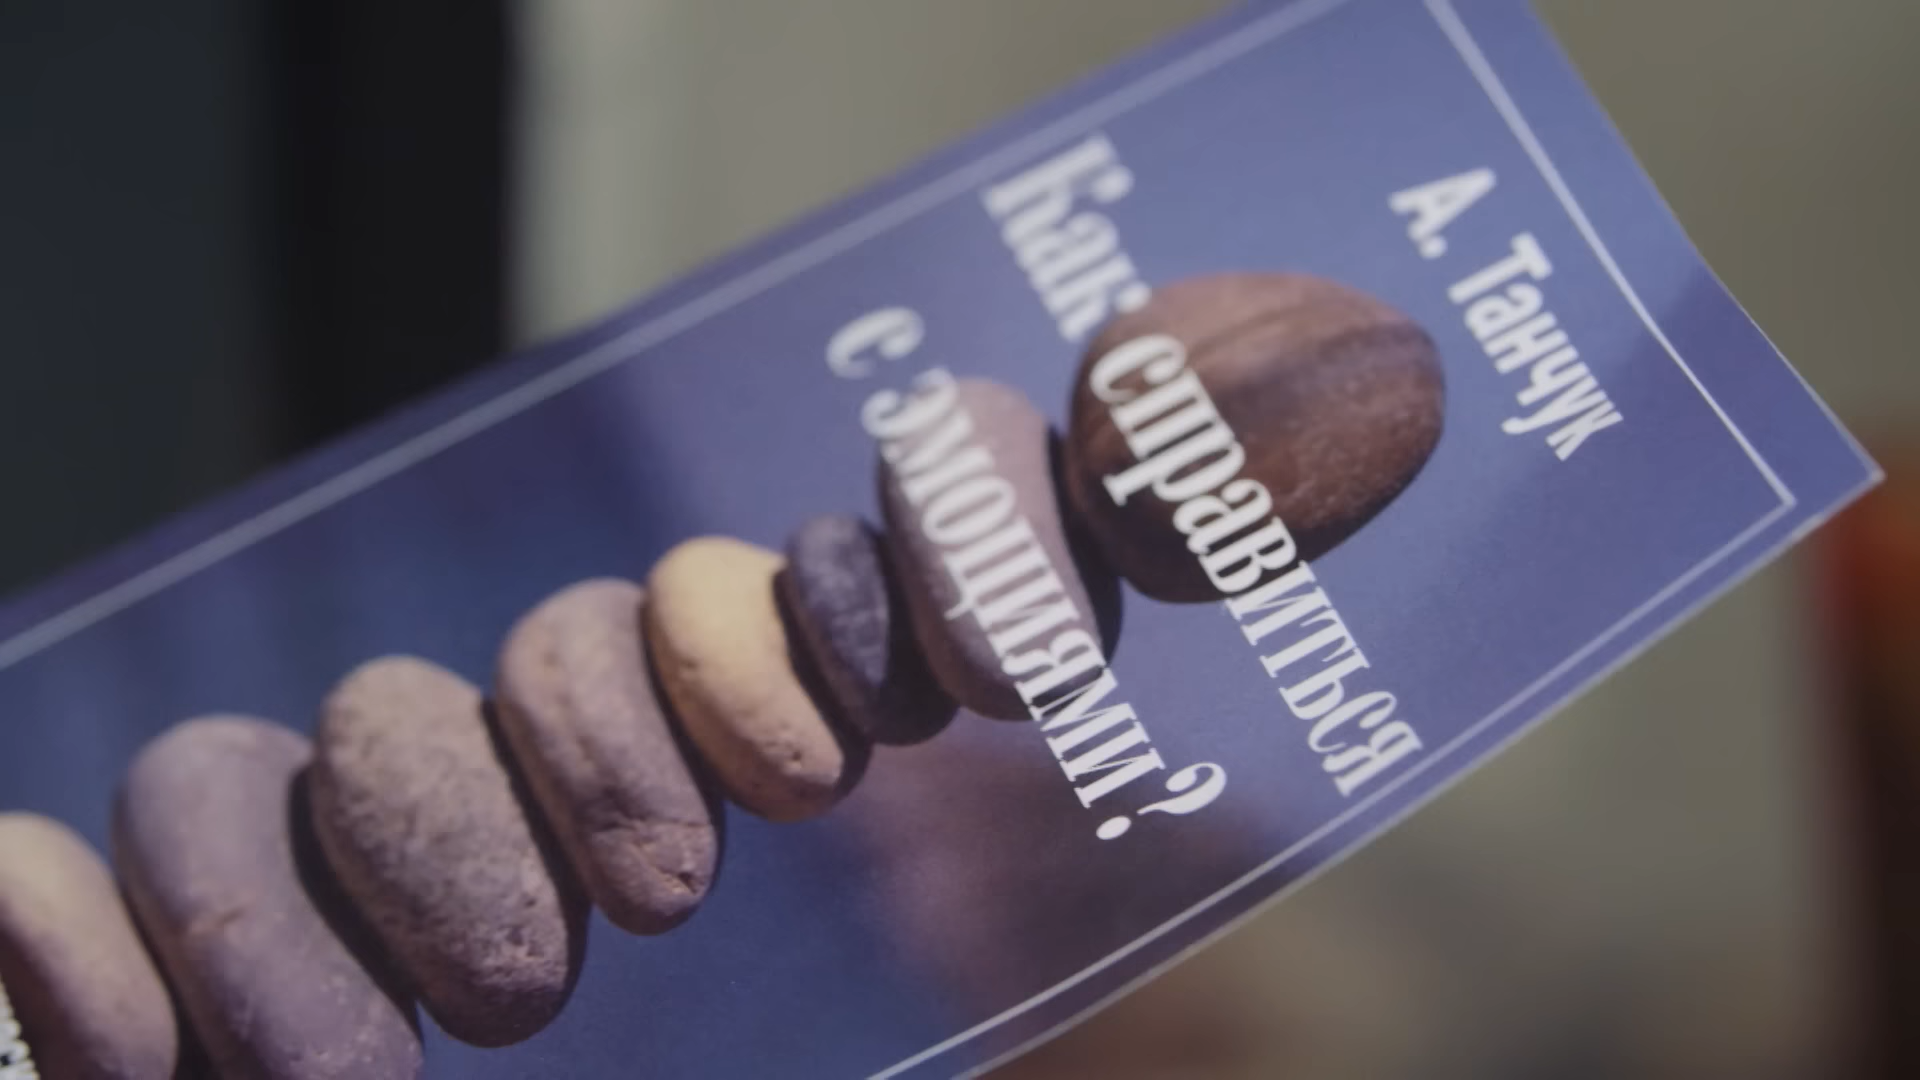 А. Танчук
Как справиться
с эмоциями?